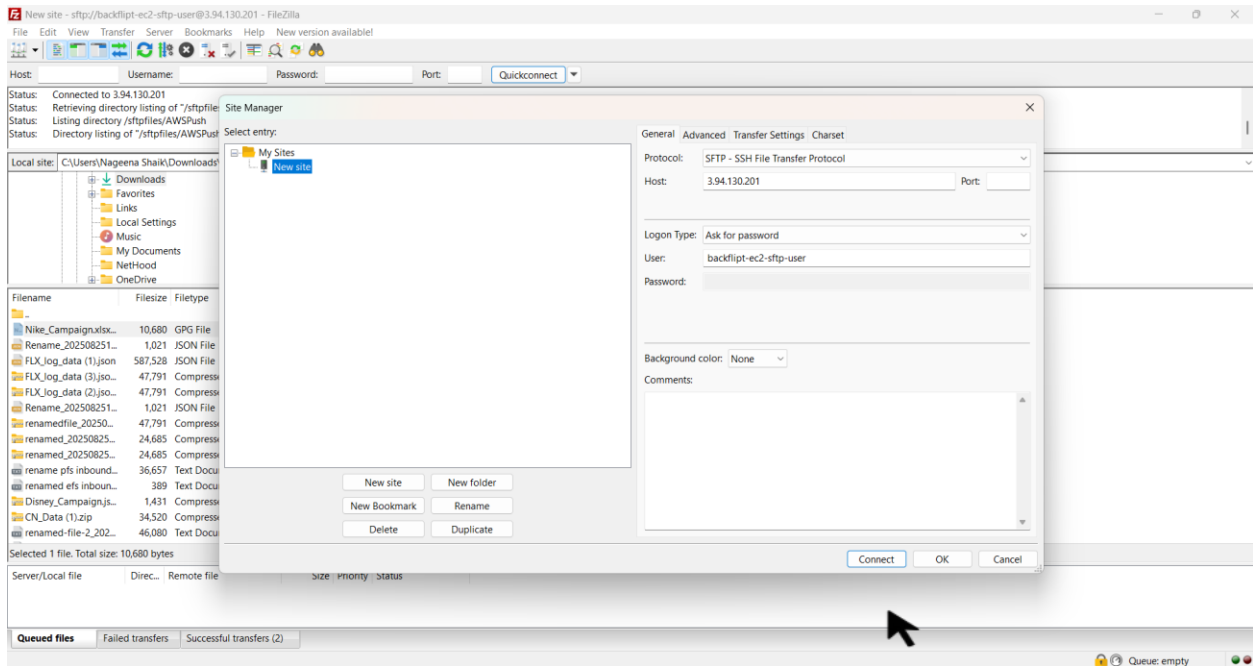 New site - sftp://backflipt-ec2-sftp-user@3.94.130.201 - FileZilla
File Edit View Transfer Server Bookmarks Help New version available!
Host: Username: Password: Port: Quickconnect
Status: Connected to 3.94.130.201
Status: Retrieving directory listing of "/sftpfile
Status: Listing directory /sftpfiles/AWSPush
Status: Directory listing of "/sftpfiles/AWSPush
Local site: C:\Users\Nageena Shaik\Downloads\
Downloads
Favorites
Links
Local Settings
Music
My Documents
NetHood
OneDrive
Filename Filesize Filetype
..
Nike_Campaign.xlsx... 10,680 GPG File
Rename_202508251... 1,021 JSON File
FLX_log_data (1).json 587,528 JSON File
FLX_log_data (3).jso... 47,791 Compresse
FLX_log_data (2).jso... 47,791 Compresse
Rename_202508251... 1,021 JSON File
renamedfile_20250... 47,791 Compresse
renamed_20250825... 24,685 Compresse
renamed_20250825... 24,685 Compresse
rename pfs inbound... 36,657 Text Docu
renamed efs inboun... 389 Text Docu
Disney_Campaign.js... 1,431 Compresse
CN_Data (1).zip 34,520 Compresse
renamed-file-2_202... 46,080 Text Docu
Selected 1 file. Total size: 10,680 bytes
Server/Local file Direc... Remote file Size Priority Status
Queued files Failed transfers Successful transfers (2)
Queue: empty
Site Manager
Select entry:
My Sites
New site
New site New folder
New Bookmark Rename
Delete Duplicate
General Advanced Transfer Settings Charset
Protocol: SFTP - SSH File Transfer Protocol
Host: 3.94.130.201 Port:
Logon Type: Ask for password
User: backflipt-ec2-sftp-user
Password:
Background color: None
Comments:
Connect OK Cancel